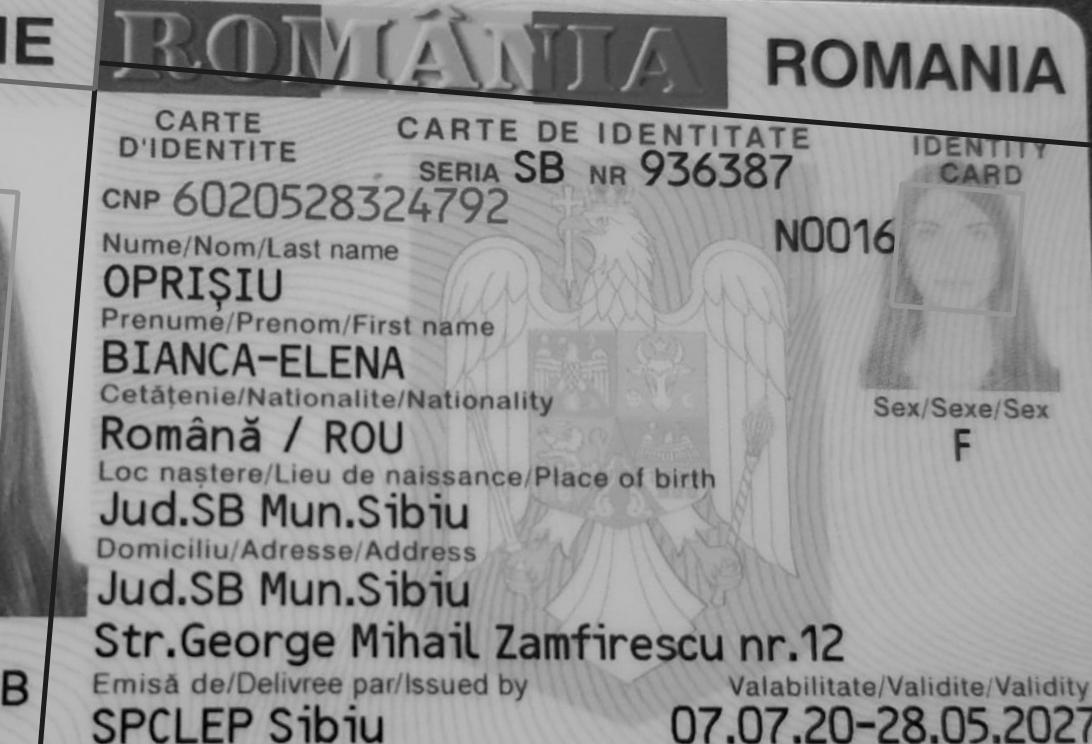 IE
ROMÂNIA ROMANIA
CARTE D'IDENTITE
CARTE DE IDENTITATE
IDENTITY CARD
SERIA SB NR 936387
CNP 6020528324792
N0016
Nume/Nom/Last name
OPRIȘIU
Prenume/Prenom/First name
BIANCA-ELENA
Cetățenie/Nationalite/Nationality
Română / ROU
Sex/Sexe/Sex
F
Loc naștere/Lieu de naissance/Place of birth
Jud.SB Mun.Sibiu
Domiciliu/Adresse/Address
Jud.SB Mun.Sibiu
Str.George Mihail Zamfirescu nr.12
B
Emisă de/Delivree par/Issued by
Valabilitate/Validite/Validity
SPCLEP Sibiu
07.07.20-28.05.2027